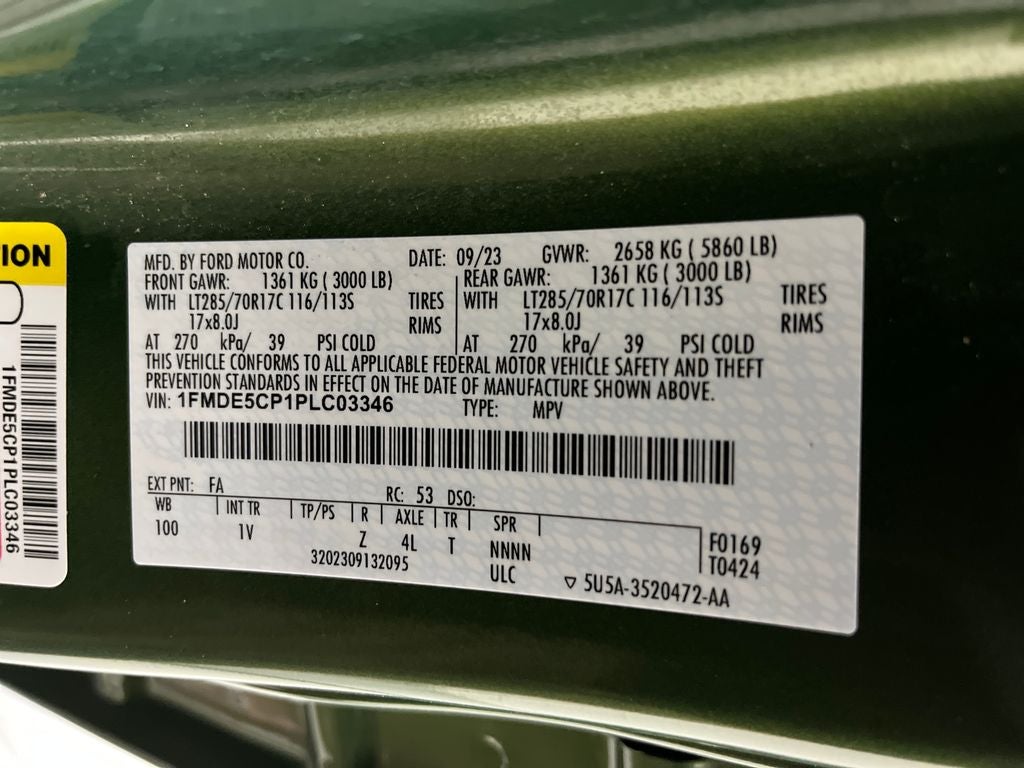 TION
1FMDE5CP1PLC03346
MFD. BY FORD MOTOR CO. DATE: 09/23 GVWR: 2658 KG ( 5860 LB)
FRONT GAWR: 1361 KG ( 3000 LB) REAR GAWR: 1361 KG ( 3000 LB)
WITH LT285/70R17C 116/113S TIRES WITH LT285/70R17C 116/113S TIRES
17x8.0J RIMS 17x8.0J RIMS
AT 270 kPa/ 39 PSI COLD AT 270 kPa/ 39 PSI COLD
THIS VEHICLE CONFORMS TO ALL APPLICABLE FEDERAL MOTOR VEHICLE SAFETY AND THEFT
PREVENTION STANDARDS IN EFFECT ON THE DATE OF MANUFACTURE SHOWN ABOVE.
VIN: 1FMDE5CP1PLC03346 TYPE: MPV
EXT PNT: FA RC: 53 DSO:
WB INT TR TP/PS R AXLE TR SPR
100 1V Z 4L T NNNN F0169
3202309132095 ULC T0424
▽ 5U5A-3520472-AA